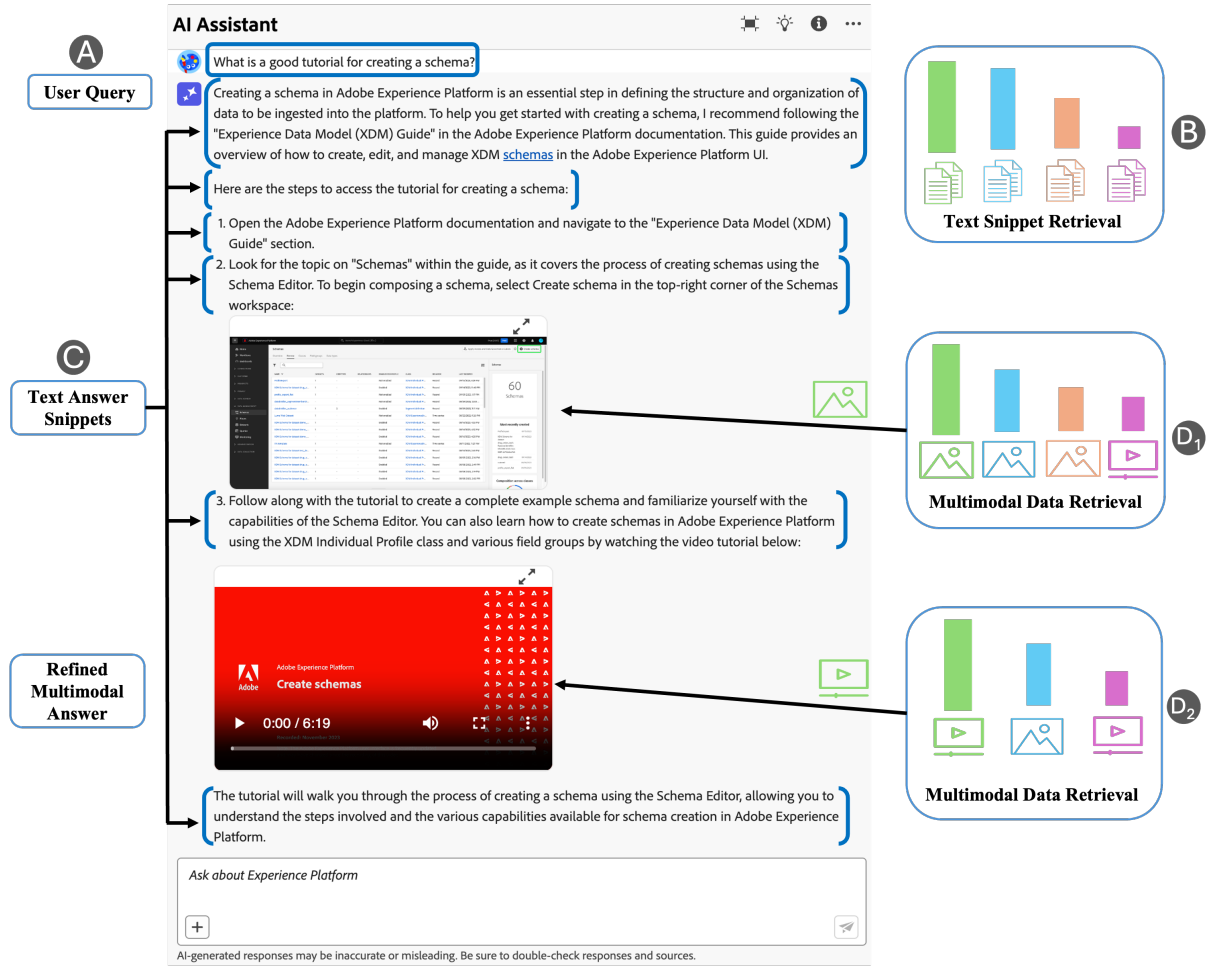 AI Assistant
A
User Query
What is a good tutorial for creating a schema?
Creating a schema in Adobe Experience Platform is an essential step in defining the structure and organization of
data to be ingested into the platform. To help you get started with creating a schema, I recommend following the
"Experience Data Model (XDM) Guide" in the Adobe Experience Platform documentation. This guide provides an
overview of how to create, edit, and manage XDM schemas in the Adobe Experience Platform UI.
B
Text Snippet Retrieval
Here are the steps to access the tutorial for creating a schema:
1. Open the Adobe Experience Platform documentation and navigate to the "Experience Data Model (XDM)
Guide" section.
2. Look for the topic on "Schemas" within the guide, as it covers the process of creating schemas using the
Schema Editor. To begin composing a schema, select Create schema in the top-right corner of the Schemas
workspace:
C
Text Answer
Snippets
60
Schemas
D1
Multimodal Data Retrieval
3. Follow along with the tutorial to create a complete example schema and familiarize yourself with the
capabilities of the Schema Editor. You can also learn how to create schemas in Adobe Experience Platform
using the XDM Individual Profile class and various field groups by watching the video tutorial below:
Refined
Multimodal
Answer
Adobe
Adobe Experience Platform
Create schemas
0:00 / 6:19
D2
Multimodal Data Retrieval
The tutorial will walk you through the process of creating a schema using the Schema Editor, allowing you to
understand the steps involved and the various capabilities available for schema creation in Adobe Experience
Platform.
Ask about Experience Platform
AI-generated responses may be inaccurate or misleading. Be sure to double-check responses and sources.